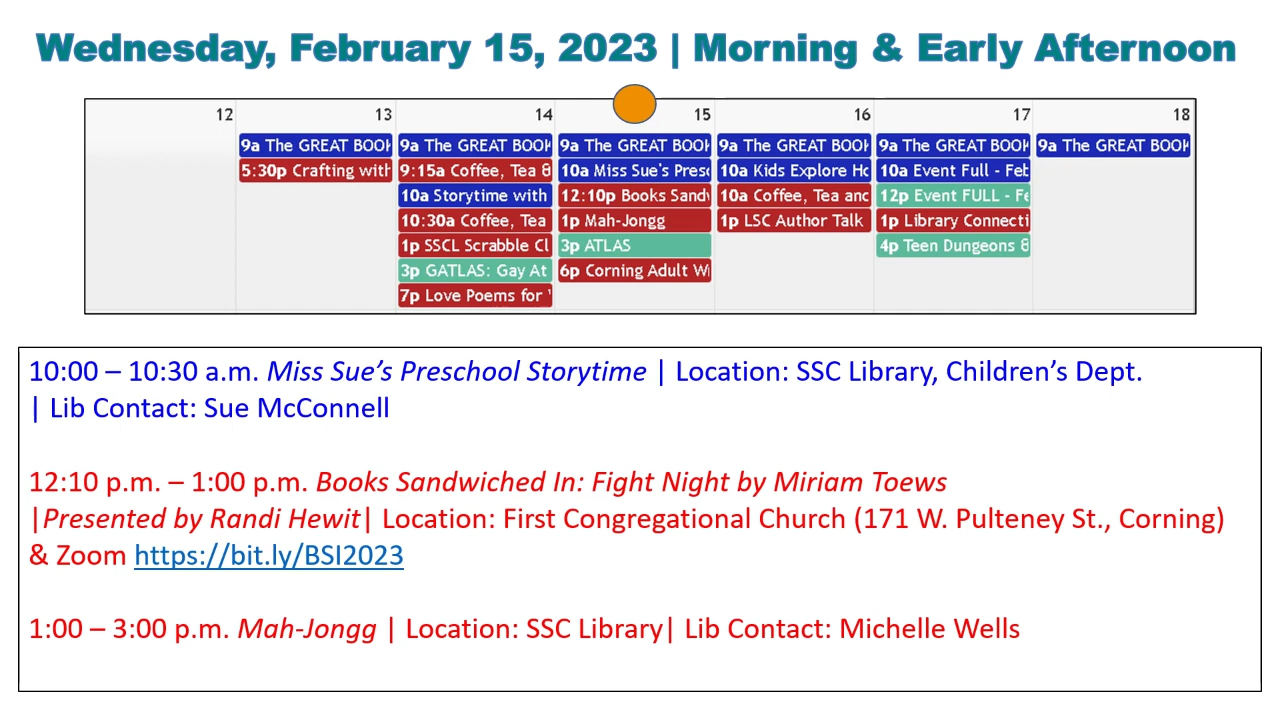 Wednesday, February 15, 2023 | Morning & Early Afternoon
12 13 14 15 16 17 18
9a The GREAT BOOK 9a The GREAT BOOK 9a The GREAT BOOK 9a The GREAT BOOK 9a The GREAT BOOK 9a The GREAT BOOK
5:30p Crafting with 9:15a Coffee, Tea & 10a Miss Sue's Presc 10a Kids Explore Ho 10a Event Full - Feb
10a Storytime with 12:10p Books Sandw 10a Coffee, Tea and 12p Event FULL - Fe
10:30a Coffee, Tea 1p Mah-Jongg 1p LSC Author Talk 1p Library Connecti
1p SSCL Scrabble Cl 3p ATLAS 4p Teen Dungeons &
3p GATLAS: Gay At 6p Corning Adult Wr
7p Love Poems for
10:00 – 10:30 a.m. Miss Sue’s Preschool Storytime | Location: SSC Library, Children’s Dept.
| Lib Contact: Sue McConnell
12:10 p.m. – 1:00 p.m. Books Sandwiched In: Fight Night by Miriam Toews
|Presented by Randi Hewit| Location: First Congregational Church (171 W. Pulteney St., Corning)
& Zoom https://bit.ly/BSI2023
1:00 – 3:00 p.m. Mah-Jongg | Location: SSC Library| Lib Contact: Michelle Wells